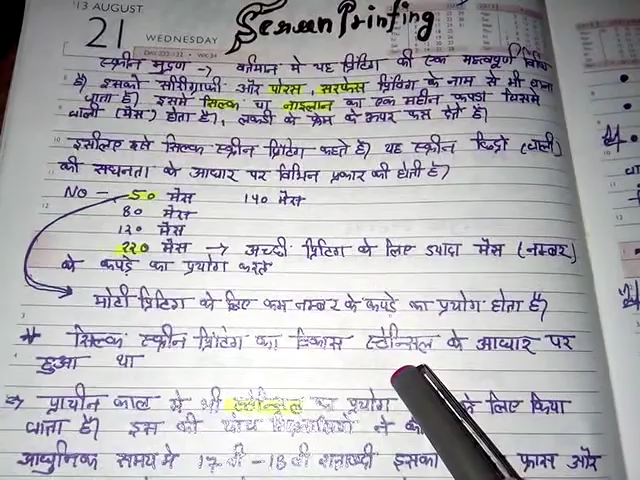 '13 AUGUST
21 WEDNESDAY
Screen Printing
स्क्रीन मुद्रण → वर्तमान मे यह प्रिटिंग की एक महत्वपूर्ण विधि
है) इसको सीरीग्राफी और पोरस, सरफेस प्रिटिंग के नाम से भी जाना
जाता है) इसमे सिल्क या नाइलान का एक महीन कपडा जिसमे
जाली (मेस) होता है), लकडी के फ्रेम के ऊपर कस देते है)
इसीलिए इसे सिल्क स्क्रीन प्रिटिंग कहते है) यह स्क्रीन छिद्रों (जाली)
की सघनता के आधार पर विभिन प्रकार की होती है)
NO - 50 मेस 140 मेस
80 मेस
120 मेस
220 मेस → अच्छी प्रिटिंग के लिए ज्यादा मेस (नम्बर)
के कपड़े का प्रयोग करते
मोटी प्रिटिंग के लिए कम नम्बर के कपड़े का प्रयोग होता है)
* सिल्क स्क्रीन प्रिटिंग का विकास स्टेन्सिल के आधार पर
हुआ था
⇒ प्राचीन काल मे भी स्टेन्सिल का प्रयोग के लिए किया
जाता है) इस की
आधुनिक समय मे 17 वी - 18 वी शताब्दी इसका फ्रांस और